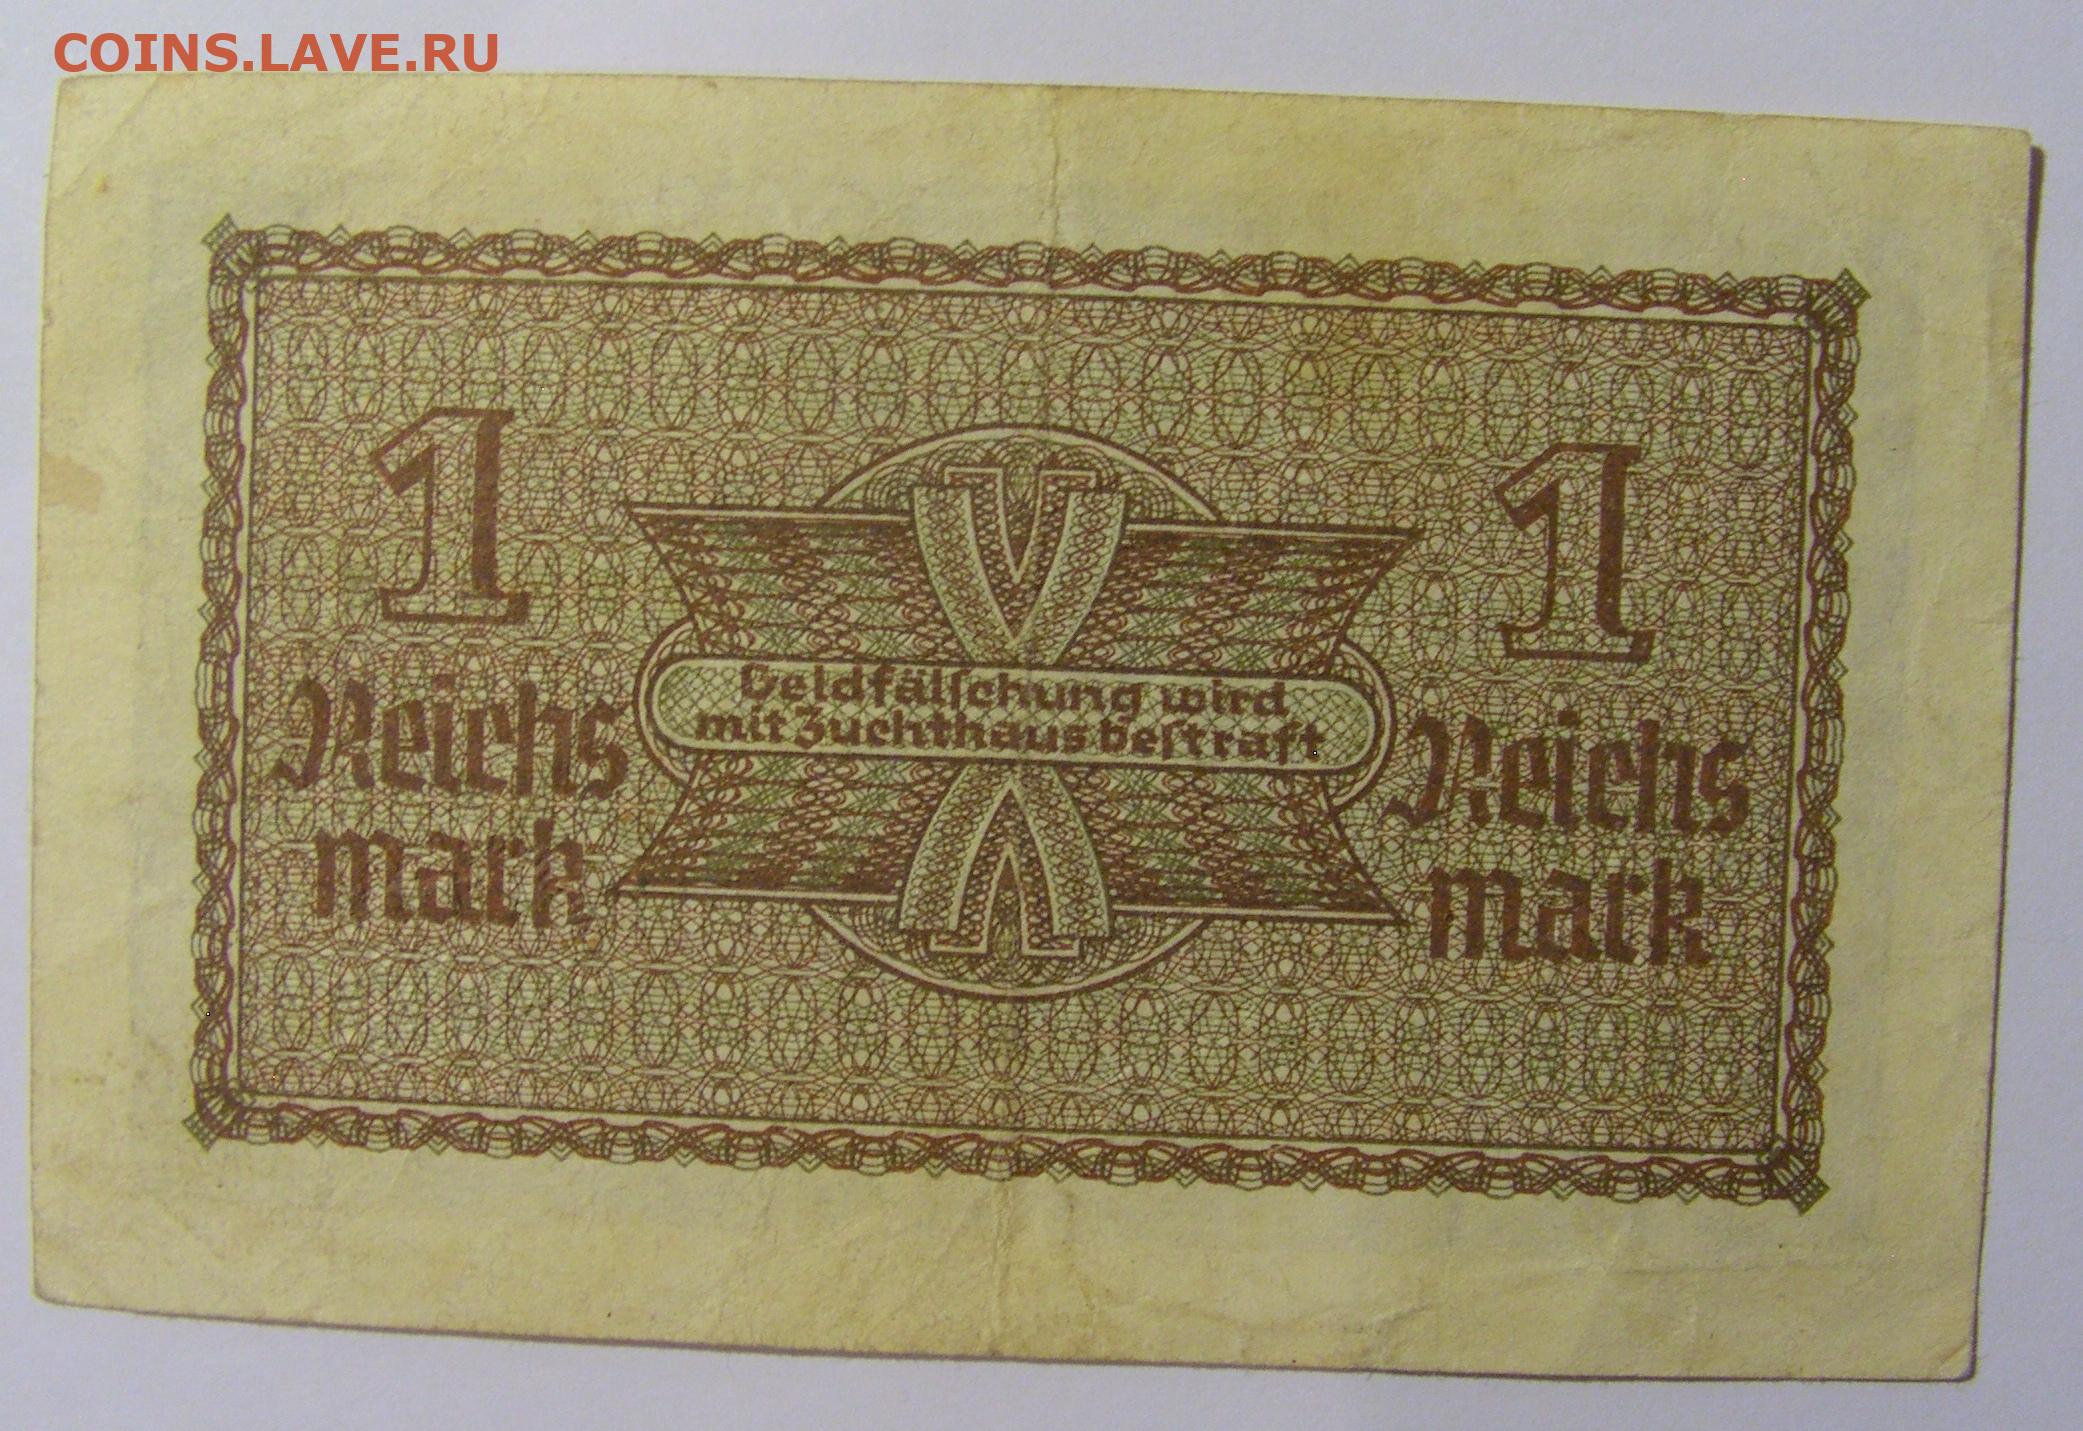 COINS.LAVE.RU
1
Reichs
mark
Geldfälſchung wird
mit Zuchthaus beſtraft
1
Reichs
mark